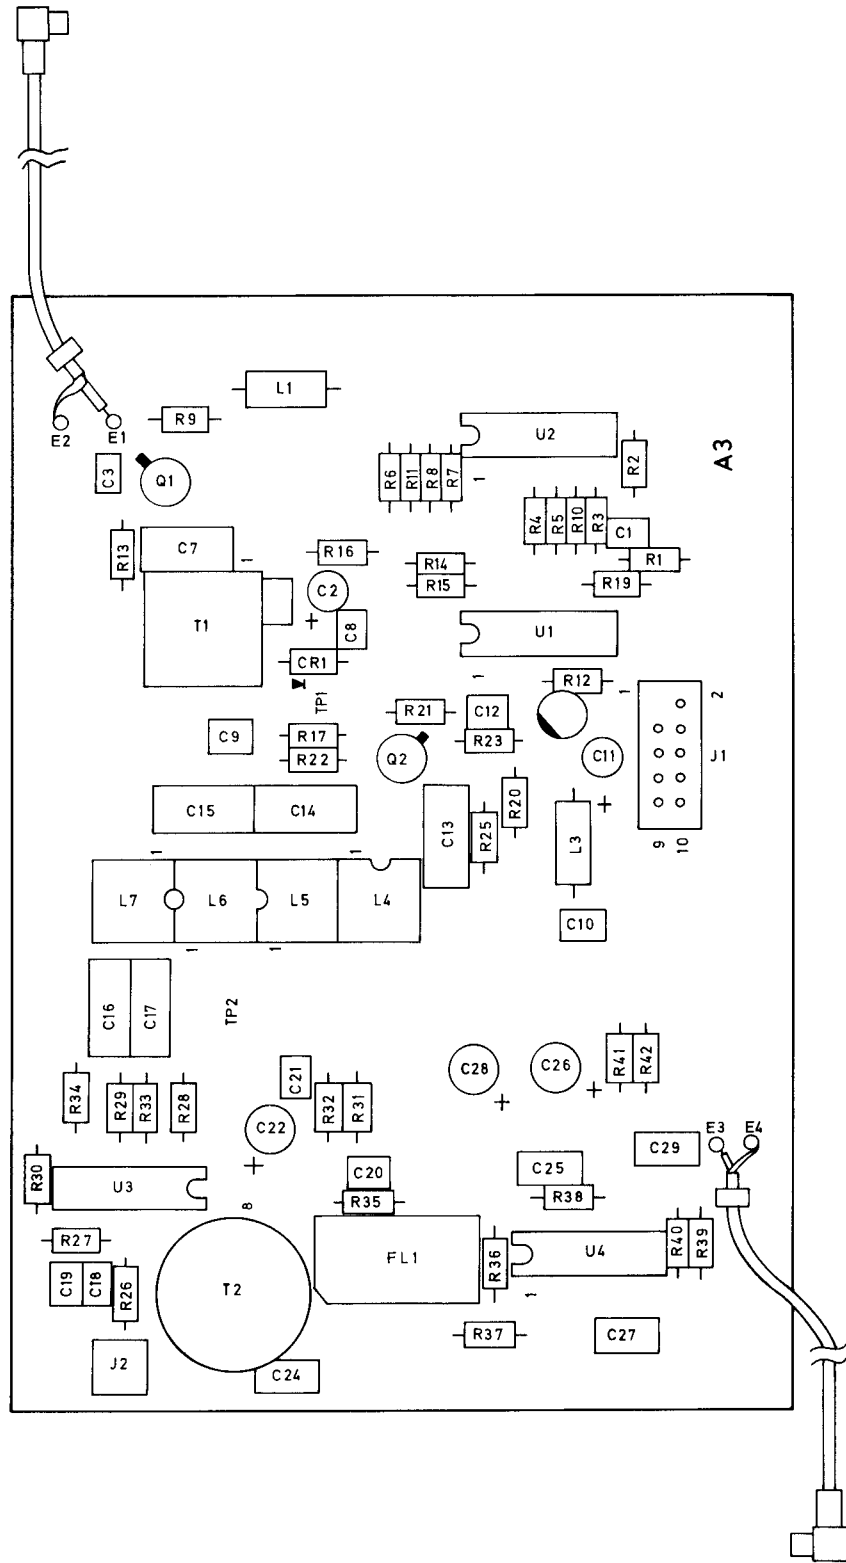 L1
R9
E2
E1
C3
Q1
U2
R6
R11
R8
R7
1
R2
A3
R4
R5
R10
R3
C1
R1
R19
R13
C7
1
R16
R14
R15
T1
C2
+
C8
CR1
TP1
U1
1
R12
1
2
C9
R17
R22
R21
Q2
C12
R23
C11
+
J1
9
10
C15
C14
C13
R25
R20
L3
1
1
L7
L6
L5
L4
1
1
C10
C16
C17
TP2
R34
R29
R33
R28
C21
R32
R31
C28
+
C26
+
R41
R42
C22
+
E3
E4
C29
R30
U3
8
C20
R35
C25
R38
R27
C19
C18
R26
T2
FL1
R36
U4
1
R40
R39
R37
C27
J2
C24